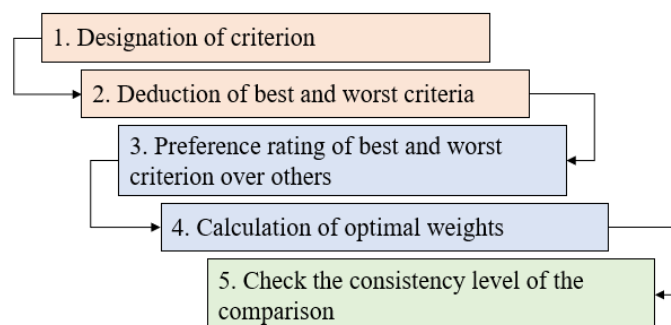 1. Designation of criterion
2. Deduction of best and worst criteria
3. Preference rating of best and worst
criterion over others
4. Calculation of optimal weights
5. Check the consistency level of the
comparison